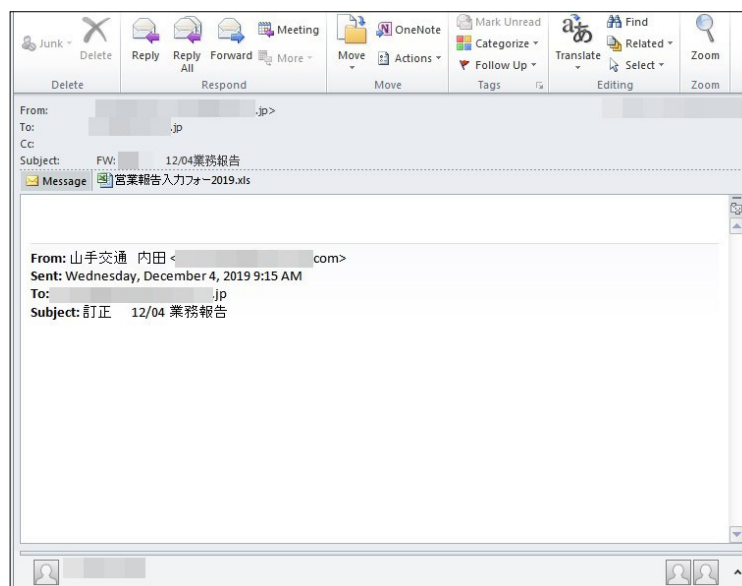 Junk
Delete
Reply
Reply All
Forward
Meeting
More
Move
OneNote
Actions
Mark Unread
Categorize
Follow Up
Translate
Find
Related
Select
Zoom
Delete
Respond
Move
Tags
Editing
Zoom
From: .jp>
To: .jp
Cc:
Subject: FW: 12/04業務報告
Message 営業報告入力フォー2019.xls
From: 山手交通 内田 < com>
Sent: Wednesday, December 4, 2019 9:15 AM
To: .jp
Subject: 訂正 12/04 業務報告